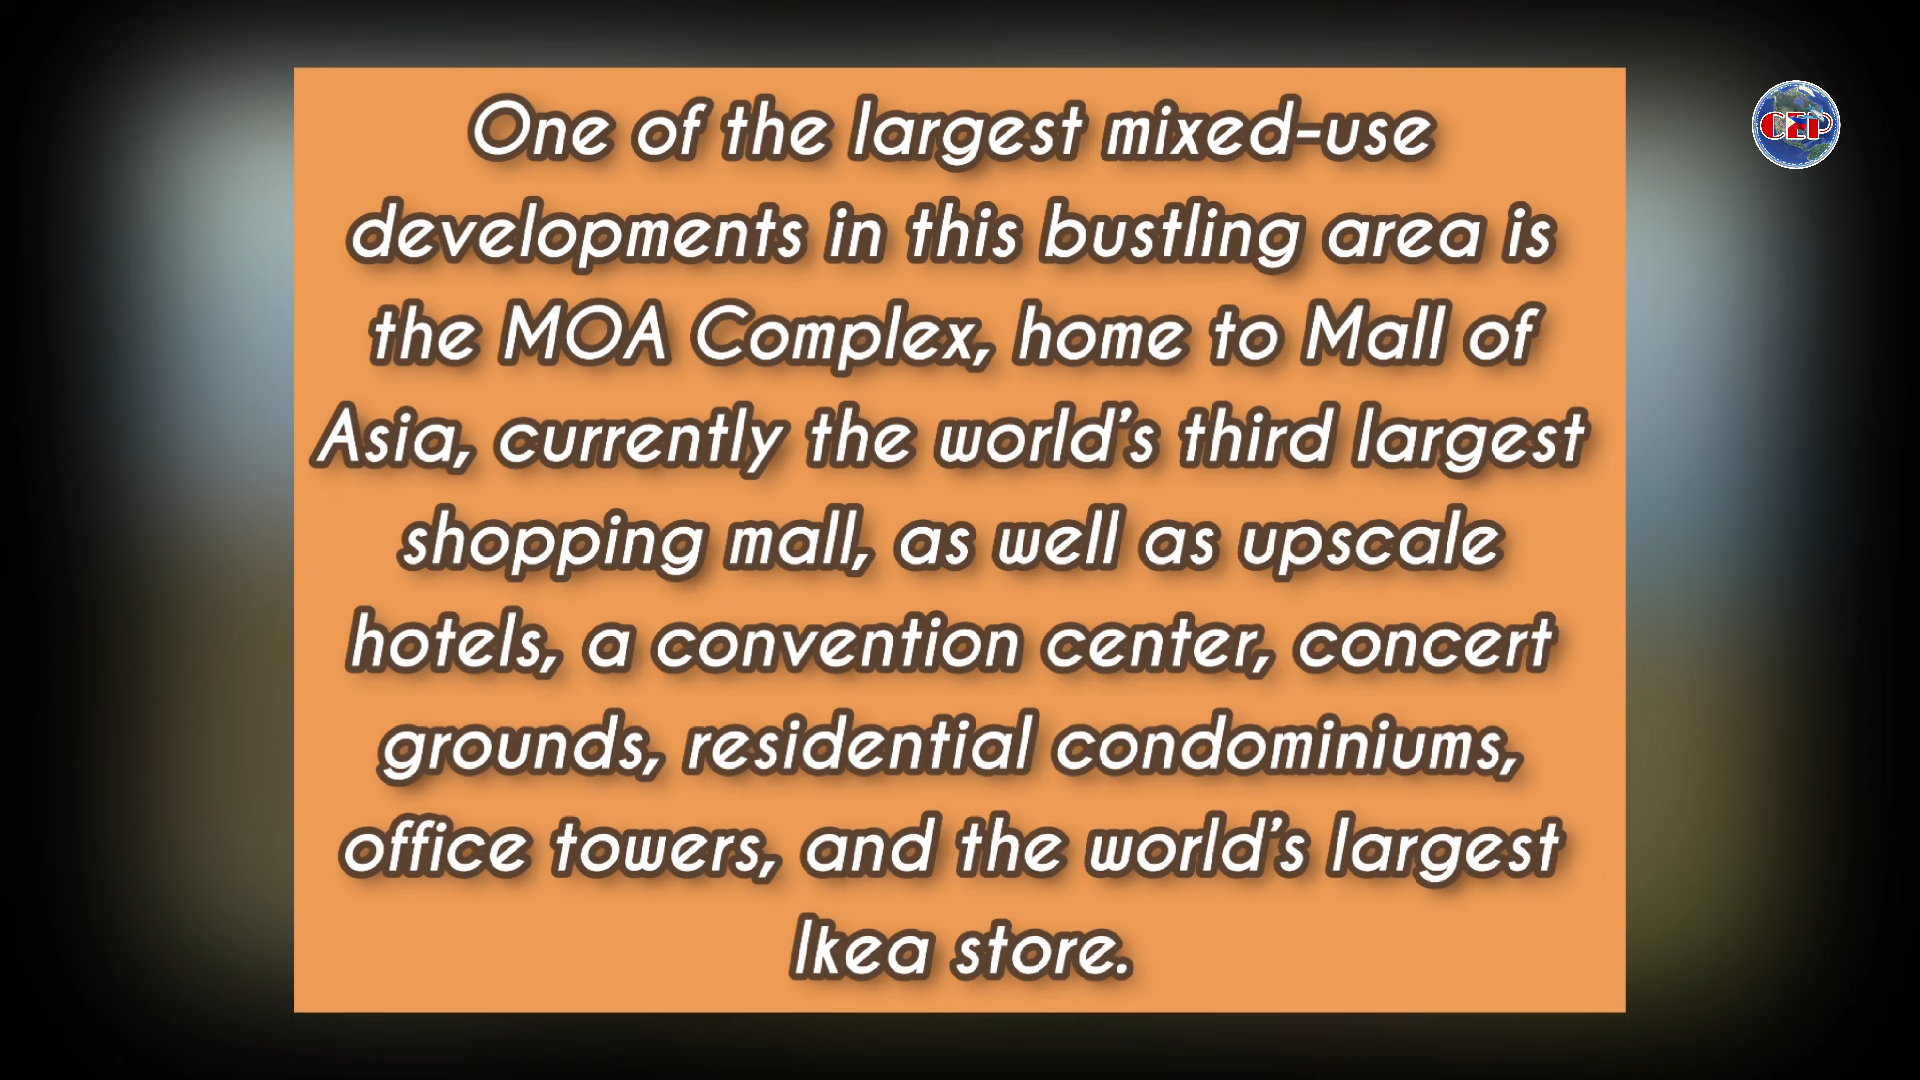 One of the largest mixed-use
developments in this bustling area is
the MOA Complex, home to Mall of
Asia, currently the world's third largest
shopping mall, as well as upscale
hotels, a convention center, concert
grounds, residential condominiums,
office towers, and the world's largest
Ikea store.
CEP